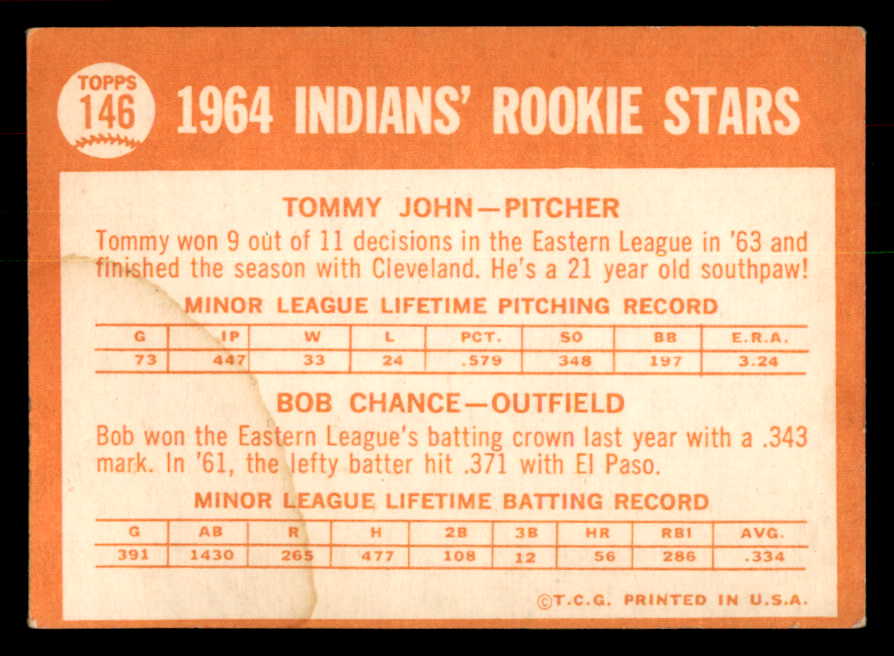 TOPPS
146
1964 INDIANS' ROOKIE STARS
TOMMY JOHN—PITCHER
Tommy won 9 out of 11 decisions in the Eastern League in '63 and
finished the season with Cleveland. He's a 21 year old southpaw!
MINOR LEAGUE LIFETIME PITCHING RECORD
G IP W L PCT. SO BB E.R.A.
73 447 33 24 .579 348 197 3.24
BOB CHANCE—OUTFIELD
Bob won the Eastern League's batting crown last year with a .343
mark. In '61, the lefty batter hit .371 with El Paso.
MINOR LEAGUE LIFETIME BATTING RECORD
G AB R H 2B 3B HR RBI AVG.
391 1430 265 477 108 12 56 286 .334
©T.C.G. PRINTED IN U.S.A.